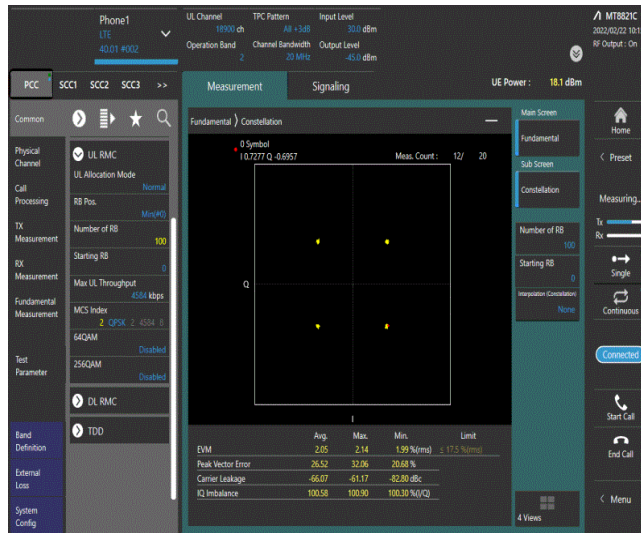 Phone1
LTE
40.01 #002
UL Channel TPC Pattern Input Level
18900 ch All +3dB 30.0 dBm
Operation Band Channel Bandwidth Output Level
2 20 MHz -45.0 dBm
MT8821C
2022/02/22 10:1
RF Output : On
PCC SCC1 SCC2 SCC3 >>
Measurement Signaling
UE Power : 18.1 dBm
Common
Physical
Channel
Call
Processing
TX
Measurement
RX
Measurement
Fundamental
Measurement
Test
Parameter
Band
Definition
External
Loss
System
Config
UL RMC
UL Allocation Mode
Normal
RB Pos.
Min(#0)
Number of RB
100
Starting RB
0
Max UL Throughput
4584 kbps
MCS Index
2 QPSK 2 4584 B
64QAM
Disabled
256QAM
Disabled
DL RMC
TDD
Fundamental ⟩ Constellation
0 Symbol
I 0.7277 Q -0.6957
Meas. Count : 12/ 20
Q
I
Avg. Max. Min. Limit
EVM 2.05 2.14 1.99 %(rms) ≤ 17.5 %(rms)
Peak Vector Error 26.52 32.06 20.68 %
Carrier Leakage -66.07 -61.17 -82.80 dBc
IQ Imbalance 100.58 100.90 100.30 %(I/Q)
Main Screen
Fundamental
Sub Screen
Constellation
Number of RB
100
Starting RB
0
Interpolation (Constellation)
None
4 Views
Home
< Preset
Measuring..
Tx
Rx
Single
Continuous
Connected
Start Call
End Call
< Menu